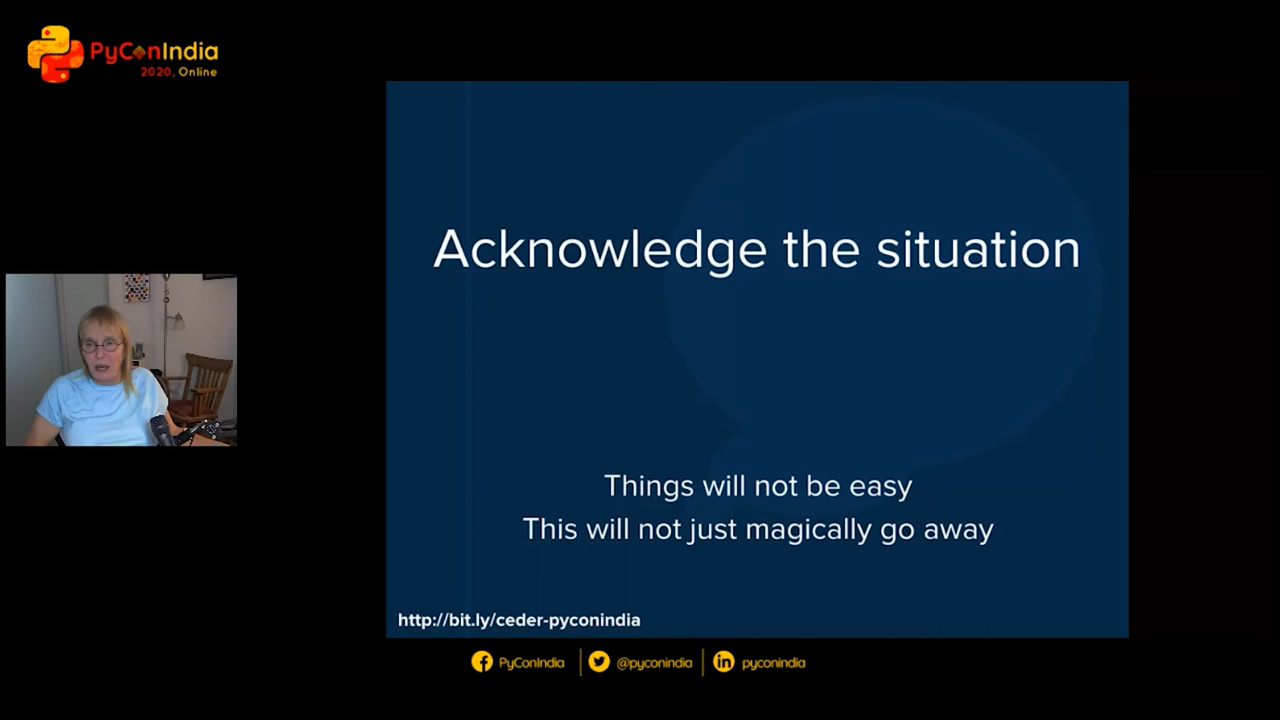 PyConIndia
2020, Online
Acknowledge the situation
Things will not be easy
This will not just magically go away
http://bit.ly/ceder-pyconindia
PyConIndia
@pyconindia
pyconindia